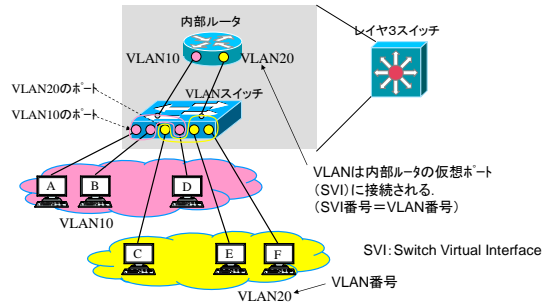 内部ルータ
VLAN10
VLAN20
レイヤ3スイッチ
VLAN20のポート
VLANスイッチ
VLAN10のポート
VLANは内部ルータの仮想ポート
(SVI)に接続される.
(SVI番号=VLAN番号)
A
B
D
VLAN10
C
E
F
SVI:Switch Virtual Interface
VLAN番号
VLAN20